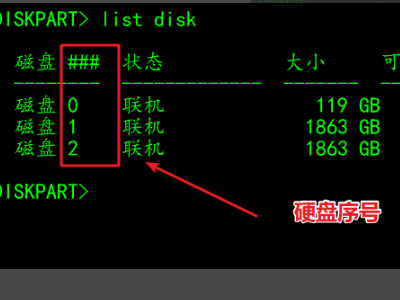 DISKPART> list disk
磁盘 ### 状态 大小 可
磁盘 0 联机 119 GB
磁盘 1 联机 1863 GB
磁盘 2 联机 1863 GB
DISKPART>
硬盘序号